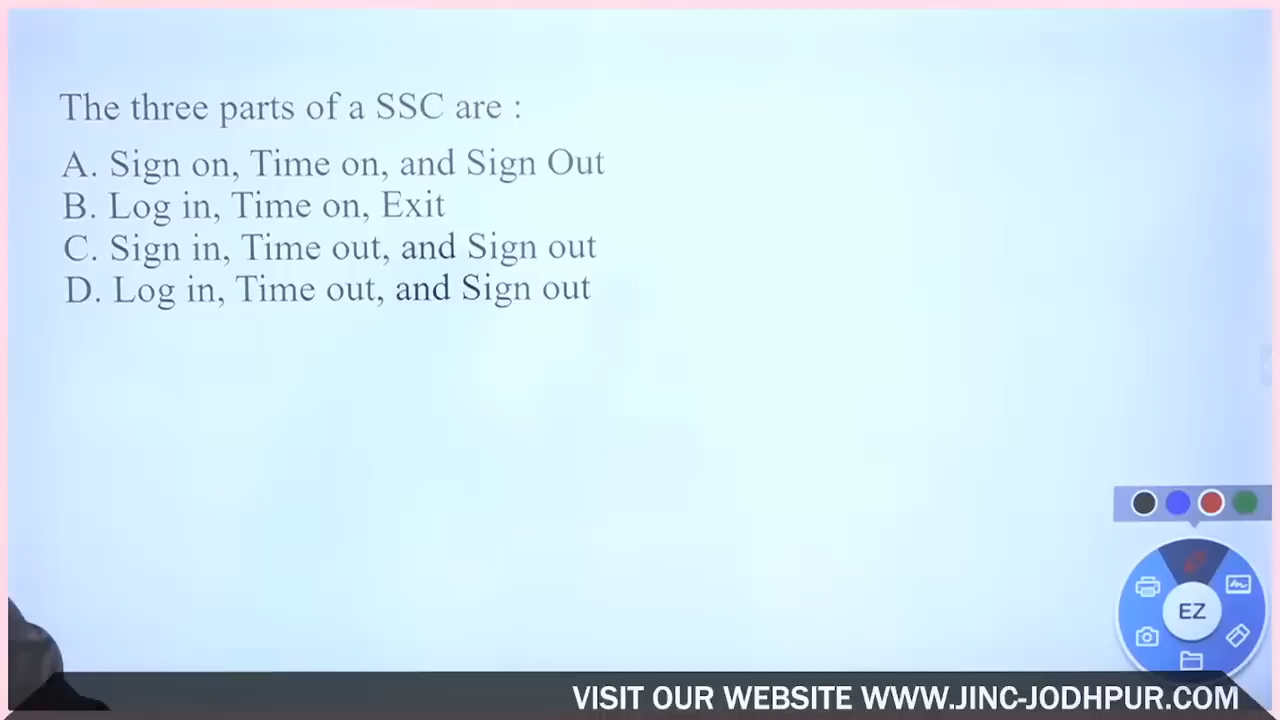 The three parts of a SSC are :
A. Sign on, Time on, and Sign Out
B. Log in, Time on, Exit
C. Sign in, Time out, and Sign out
D. Log in, Time out, and Sign out
EZ
VISIT OUR WEBSITE WWW.JINC-JODHPUR.COM